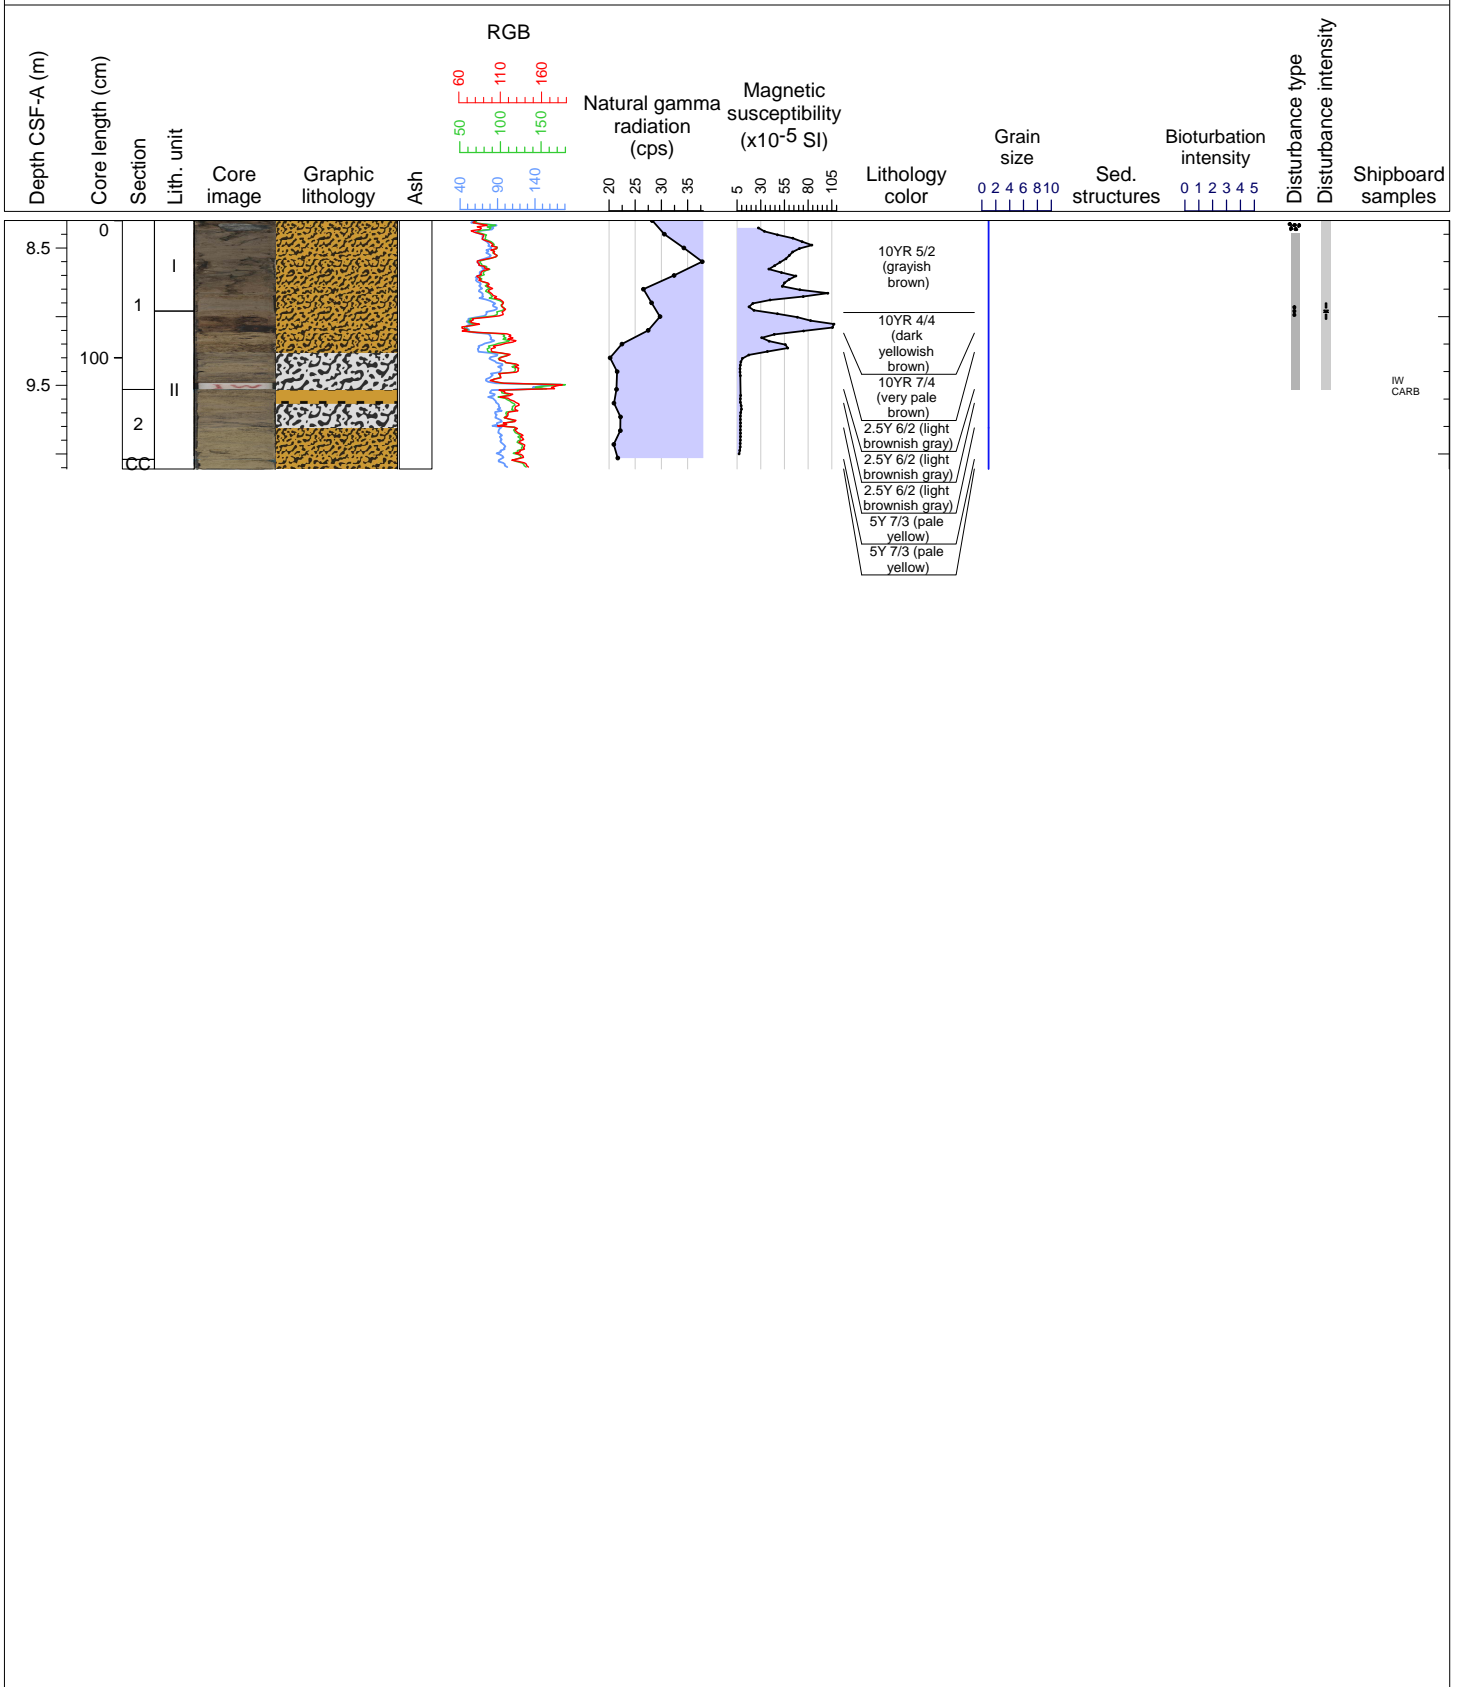 Depth CSF-A (m)
Core length (cm)
Section
Lith. unit
Core
image
Graphic
lithology
Ash
RGB
60 110 160
50 100 150
40 90 140
Natural gamma
radiation
(cps)
20 25 30 35
Magnetic
susceptibility
(x10-5 SI)
5 30 55 80 105
Lithology
color
Grain
size
0 2 4 6 8 10
Sed.
structures
Bioturbation
intensity
0 1 2 3 4 5
Disturbance type
Disturbance intensity
Shipboard
samples
8.5
9.5
0
100
1
2
CC
I
II
IW
10YR 5/2
(grayish
brown)
10YR 4/4
(dark
yellowish
brown)
10YR 7/4
(very pale
brown)
2.5Y 6/2 (light
brownish gray)
2.5Y 6/2 (light
brownish gray)
2.5Y 6/2 (light
brownish gray)
5Y 7/3 (pale
yellow)
5Y 7/3 (pale
yellow)
IW
CARB